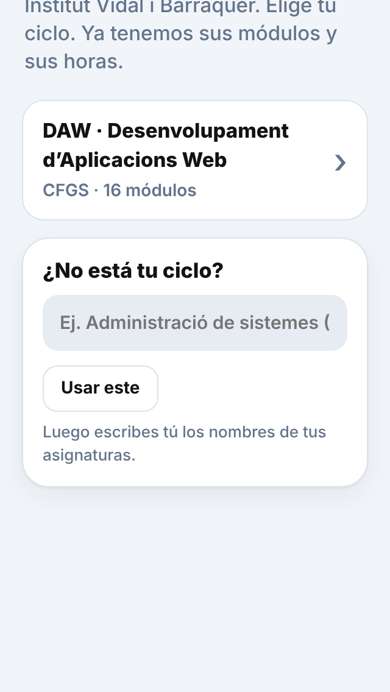 Institut Vidal i Barraquer. Elige tu
ciclo. Ya tenemos sus módulos y
sus horas.
DAW · Desenvolupament
d’Aplicacions Web
CFGS · 16 módulos
¿No está tu ciclo?
Ej. Administració de sistemes (
Usar este
Luego escribes tú los nombres de tus
asignaturas.